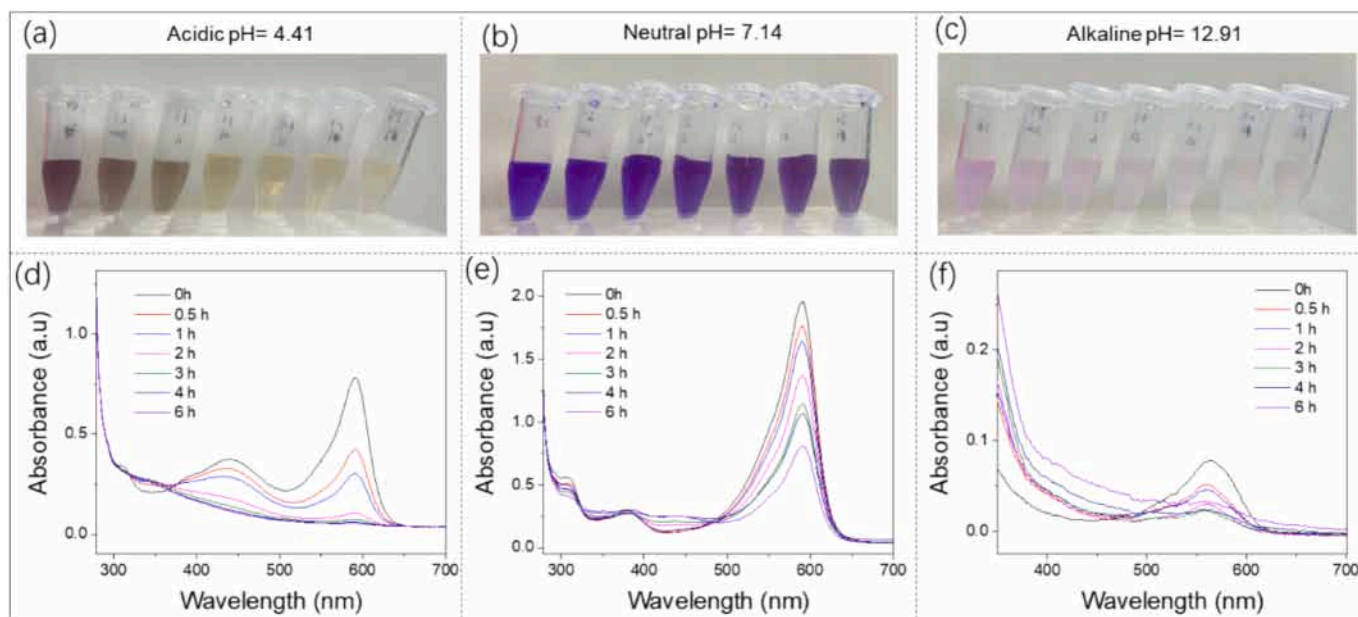 (a) Acidic pH= 4.41
(b) Neutral pH= 7.14
(c) Alkaline pH= 12.91
(d)
Absorbance (a.u)
1.0
0.5
0.0
0h
0.5 h
1 h
2 h
3 h
4 h
6 h
300 400 500 600 700
Wavelength (nm)
(e)
Absorbance (a.u)
2.0
1.5
1.0
0.5
0.0
0h
0.5 h
1 h
2 h
3 h
4 h
6 h
300 400 500 600 700
Wavelength (nm)
(f)
Absorbance (a.u)
0.2
0.1
0.0
0h
0.5 h
1 h
2 h
3 h
4 h
6 h
400 500 600 700
Wavelength (nm)